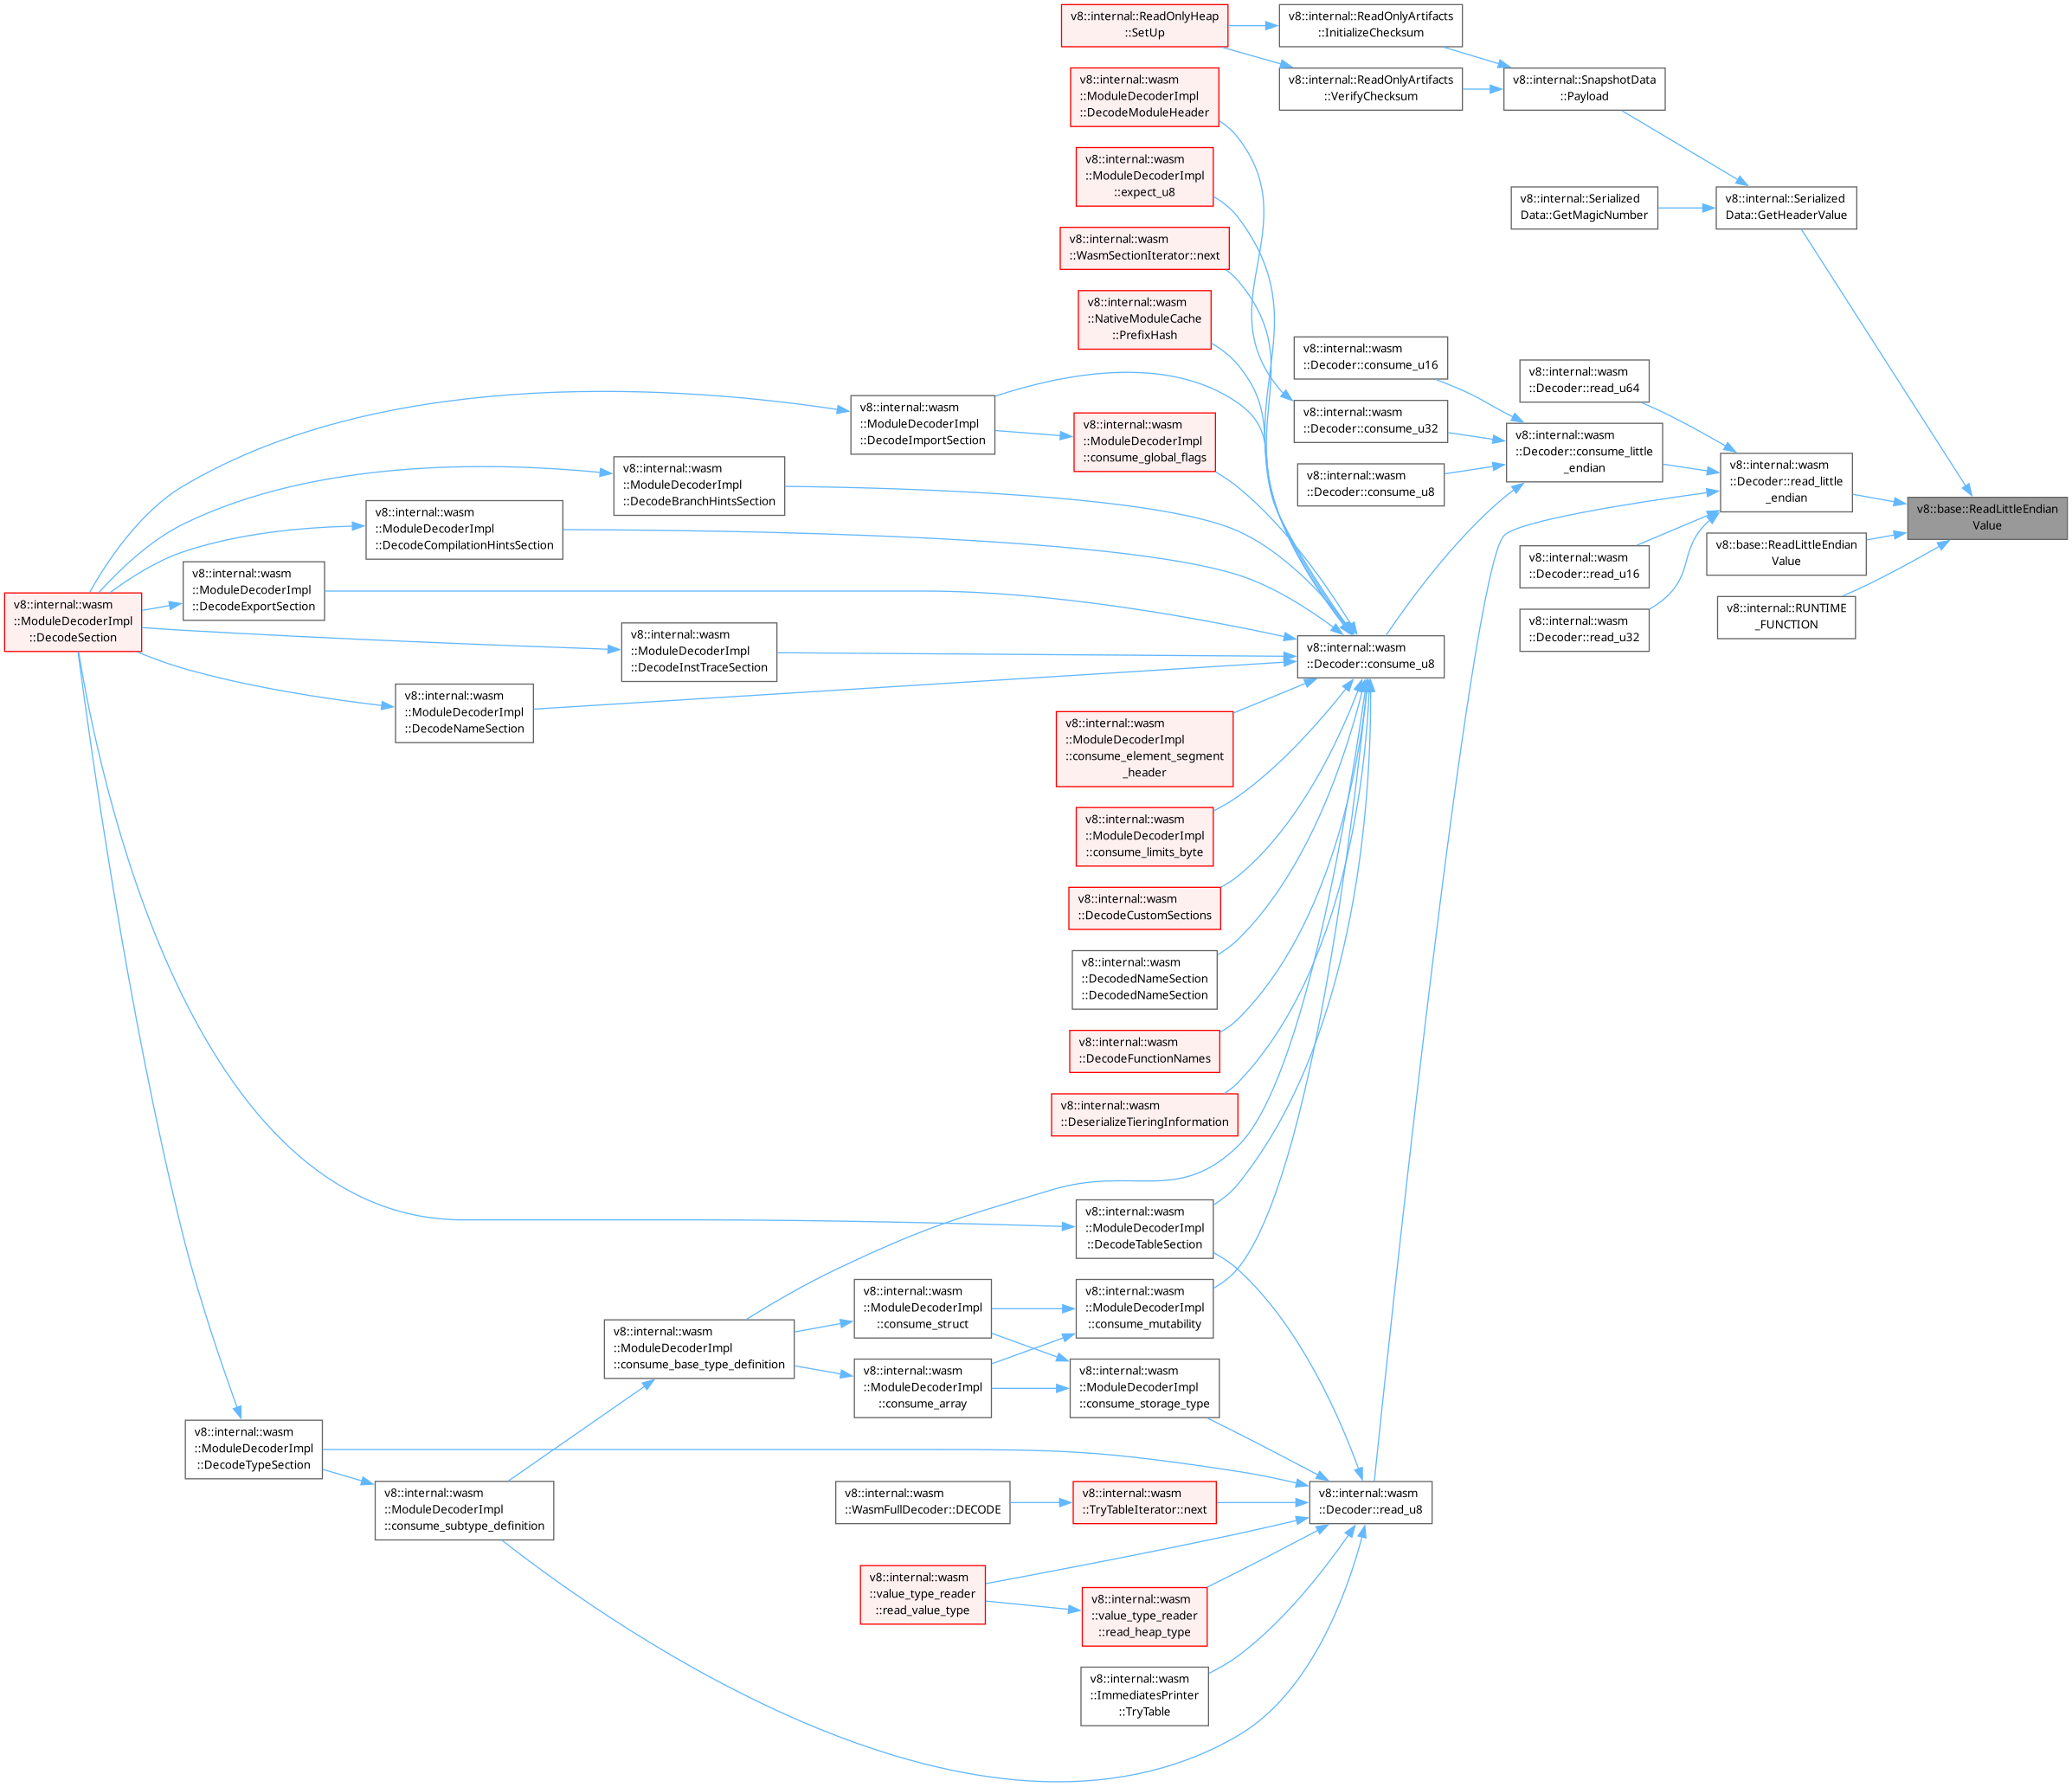 v8::internal::ReadOnlyHeap
::SetUp
v8::internal::ReadOnlyArtifacts
::InitializeChecksum
v8::internal::wasm
::ModuleDecoderImpl
::DecodeModuleHeader
v8::internal::ReadOnlyArtifacts
::VerifyChecksum
v8::internal::SnapshotData
::Payload
v8::internal::wasm
::ModuleDecoderImpl
::expect_u8
v8::internal::Serialized
Data::GetMagicNumber
v8::internal::Serialized
Data::GetHeaderValue
v8::internal::wasm
::WasmSectionIterator::next
v8::internal::wasm
::NativeModuleCache
::PrefixHash
v8::internal::wasm
::Decoder::consume_u16
v8::internal::wasm
::Decoder::read_u64
v8::internal::wasm
::ModuleDecoderImpl
::DecodeImportSection
v8::internal::wasm
::ModuleDecoderImpl
::consume_global_flags
v8::internal::wasm
::Decoder::consume_u32
v8::internal::wasm
::Decoder::consume_little
_endian
v8::internal::wasm
::Decoder::consume_u8
v8::internal::wasm
::Decoder::read_little
_endian
v8::base::ReadLittleEndian
Value
v8::internal::wasm
::ModuleDecoderImpl
::DecodeBranchHintsSection
v8::internal::wasm
::ModuleDecoderImpl
::DecodeCompilationHintsSection
v8::internal::wasm
::Decoder::read_u16
v8::base::ReadLittleEndian
Value
v8::internal::wasm
::ModuleDecoderImpl
::DecodeExportSection
v8::internal::wasm
::ModuleDecoderImpl
::DecodeSection
v8::internal::wasm
::Decoder::read_u32
v8::internal::RUNTIME
_FUNCTION
v8::internal::wasm
::ModuleDecoderImpl
::DecodeInstTraceSection
v8::internal::wasm
::Decoder::consume_u8
v8::internal::wasm
::ModuleDecoderImpl
::DecodeNameSection
v8::internal::wasm
::ModuleDecoderImpl
::consume_element_segment
_header
v8::internal::wasm
::ModuleDecoderImpl
::consume_limits_byte
v8::internal::wasm
::DecodeCustomSections
v8::internal::wasm
::DecodedNameSection
::DecodedNameSection
v8::internal::wasm
::DecodeFunctionNames
v8::internal::wasm
::DeserializeTieringInformation
v8::internal::wasm
::ModuleDecoderImpl
::DecodeTableSection
v8::internal::wasm
::ModuleDecoderImpl
::consume_struct
v8::internal::wasm
::ModuleDecoderImpl
::consume_mutability
v8::internal::wasm
::ModuleDecoderImpl
::consume_base_type_definition
v8::internal::wasm
::ModuleDecoderImpl
::consume_array
v8::internal::wasm
::ModuleDecoderImpl
::consume_storage_type
v8::internal::wasm
::ModuleDecoderImpl
::DecodeTypeSection
v8::internal::wasm
::ModuleDecoderImpl
::consume_subtype_definition
v8::internal::wasm
::WasmFullDecoder::DECODE
v8::internal::wasm
::TryTableIterator::next
v8::internal::wasm
::Decoder::read_u8
v8::internal::wasm
::value_type_reader
::read_value_type
v8::internal::wasm
::value_type_reader
::read_heap_type
v8::internal::wasm
::ImmediatesPrinter
::TryTable